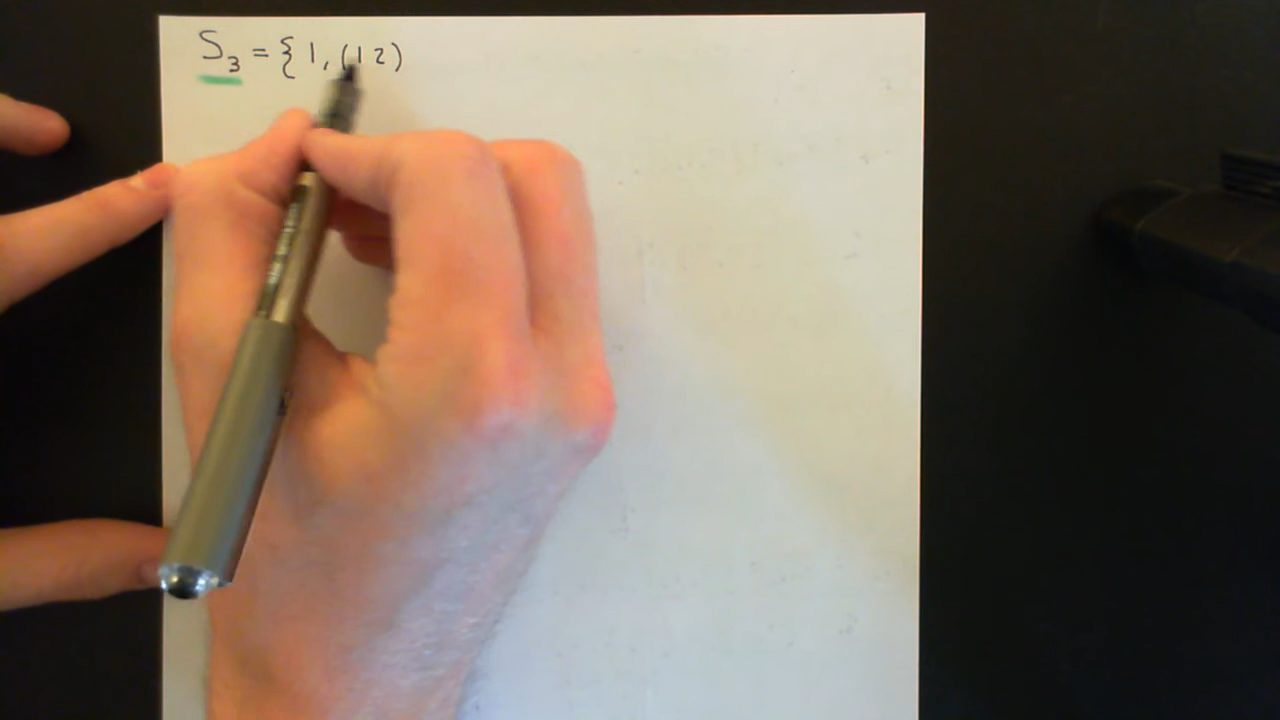 S₃ = { 1, (1 2)